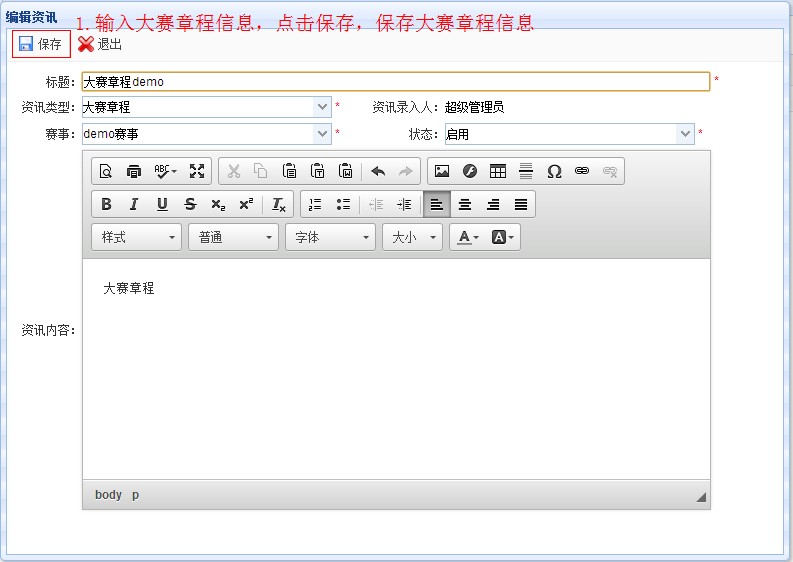 编辑资讯
1.输入大赛章程信息，点击保存，保存大赛章程信息
保存 退出
标题： 大赛章程demo *
资讯类型： 大赛章程 * 资讯录入人： 超级管理员
赛事： demo赛事 * 状态： 启用 *
ABC
B I U S x₂ x² Tx
样式 普通 字体 大小 A A
大赛章程
资讯内容：
body p